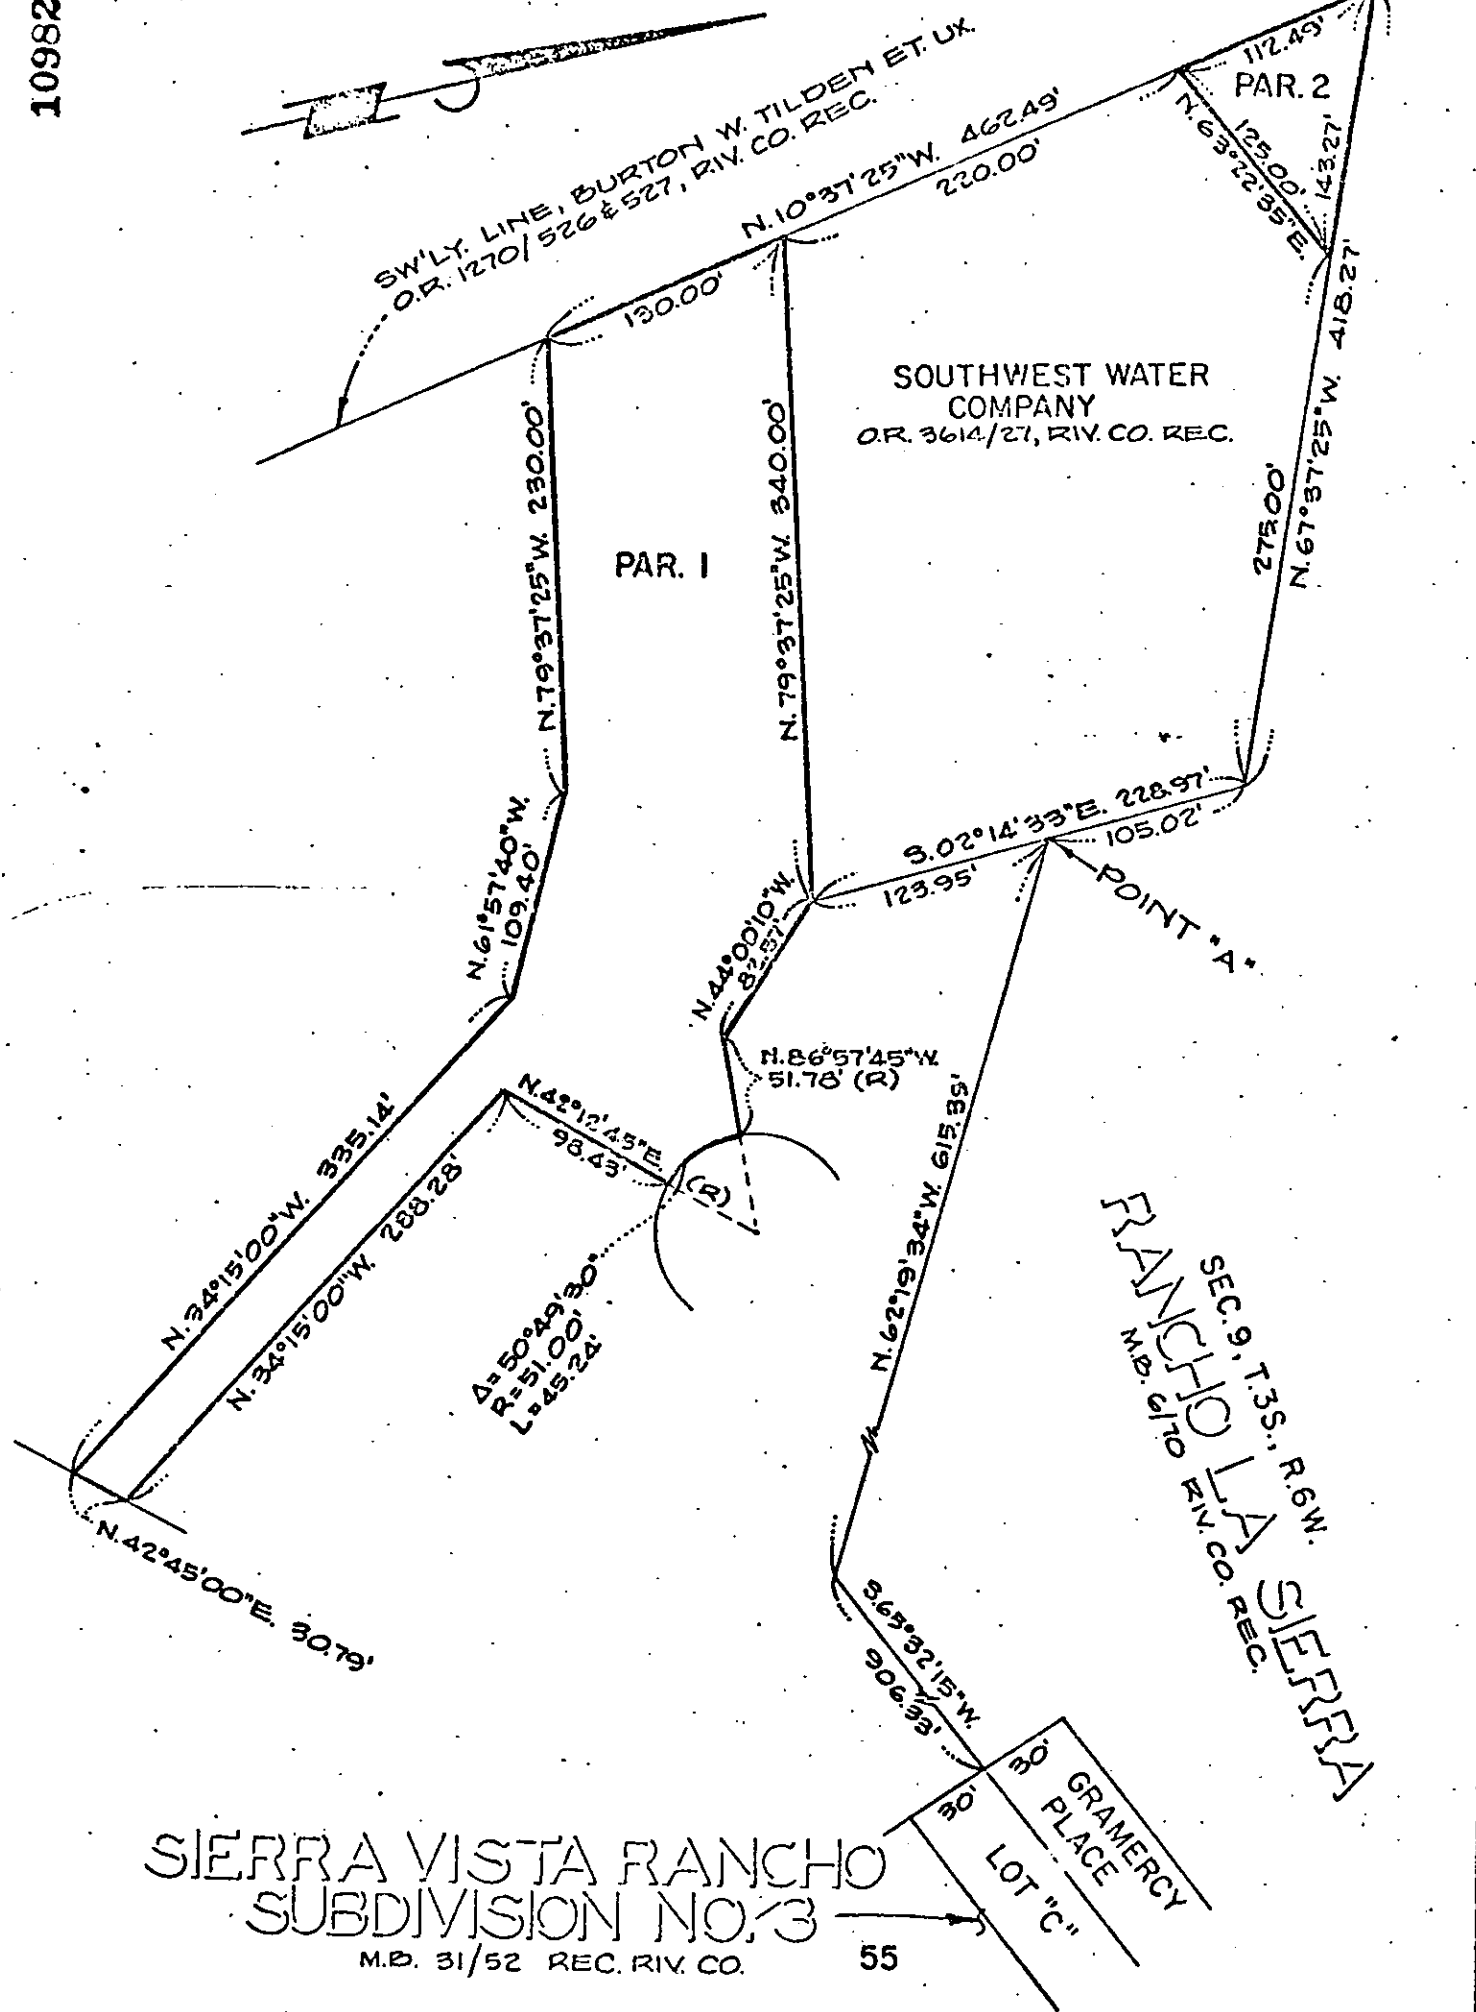 10982
SW'LY. LINE, BURTON W. TILDEN ET. UX.
O.R. 1270/526 & 527, RIV. CO. REC.
N.10°37'25"W. 462.49'
130.00'
220.00'
112.49'
PAR. 2
N.63°22'35"E.
125.00'
143.27'
N.67°37'25"W. 418.27'
275.00'
SOUTHWEST WATER
COMPANY
O.R. 3614/27, RIV. CO. REC.
N.79°37'25"W. 230.00'
PAR. 1
N.79°37'25"W. 340.00'
S.02°14'33"E. 228.97'
123.95'
105.02'
POINT "A"
N.61°57'40"W.
109.40'
N.44°00'10"W.
82.57'
N.86°57'45"W.
51.78' (R)
N.42°12'45"E.
98.43'
(R)
N.34°15'00"W. 335.14'
N.34°15'00"W. 288.28'
Δ=50°49'30"
R=51.00'
L=45.24'
N.42°45'00"E. 30.79'
N.62°19'34"W. 615.35'
SEC. 9, T.3S., R.6W.
RANCHO LA SIERRA
M.B. 6/70 RIV. CO. REC.
S.65°32'15"W.
906.33'
30'
30'
GRAMERCY
PLACE
LOT "C"
SIERRA VISTA RANCHO
SUBDIVISION NO. 3
M.B. 31/52 REC. RIV. CO.
55